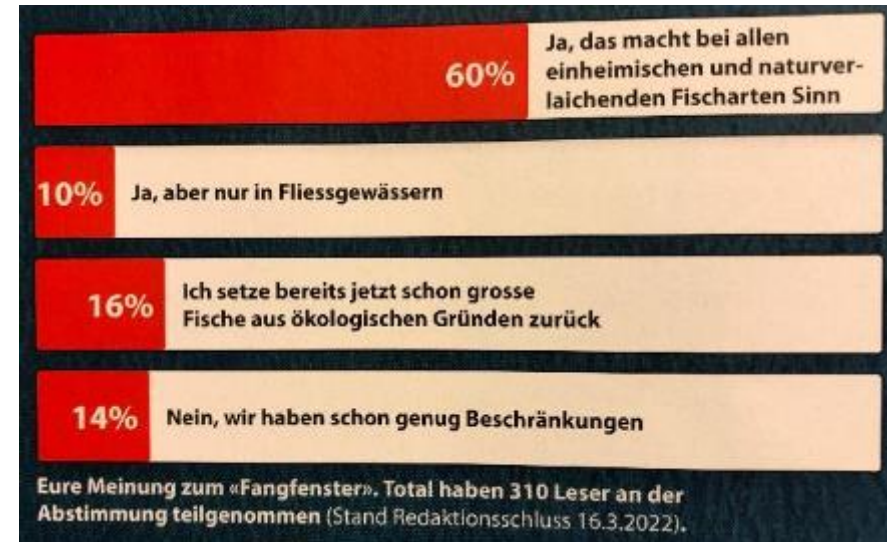 60%
Ja, das macht bei allen
einheimischen und naturver-
laichenden Fischarten Sinn
10%
Ja, aber nur in Fliessgewässern
16%
Ich setze bereits jetzt schon grosse
Fische aus ökologischen Gründen zurück
14%
Nein, wir haben schon genug Beschränkungen
Eure Meinung zum «Fangfenster». Total haben 310 Leser an der
Abstimmung teilgenommen (Stand Redaktionsschluss 16.3.2022).